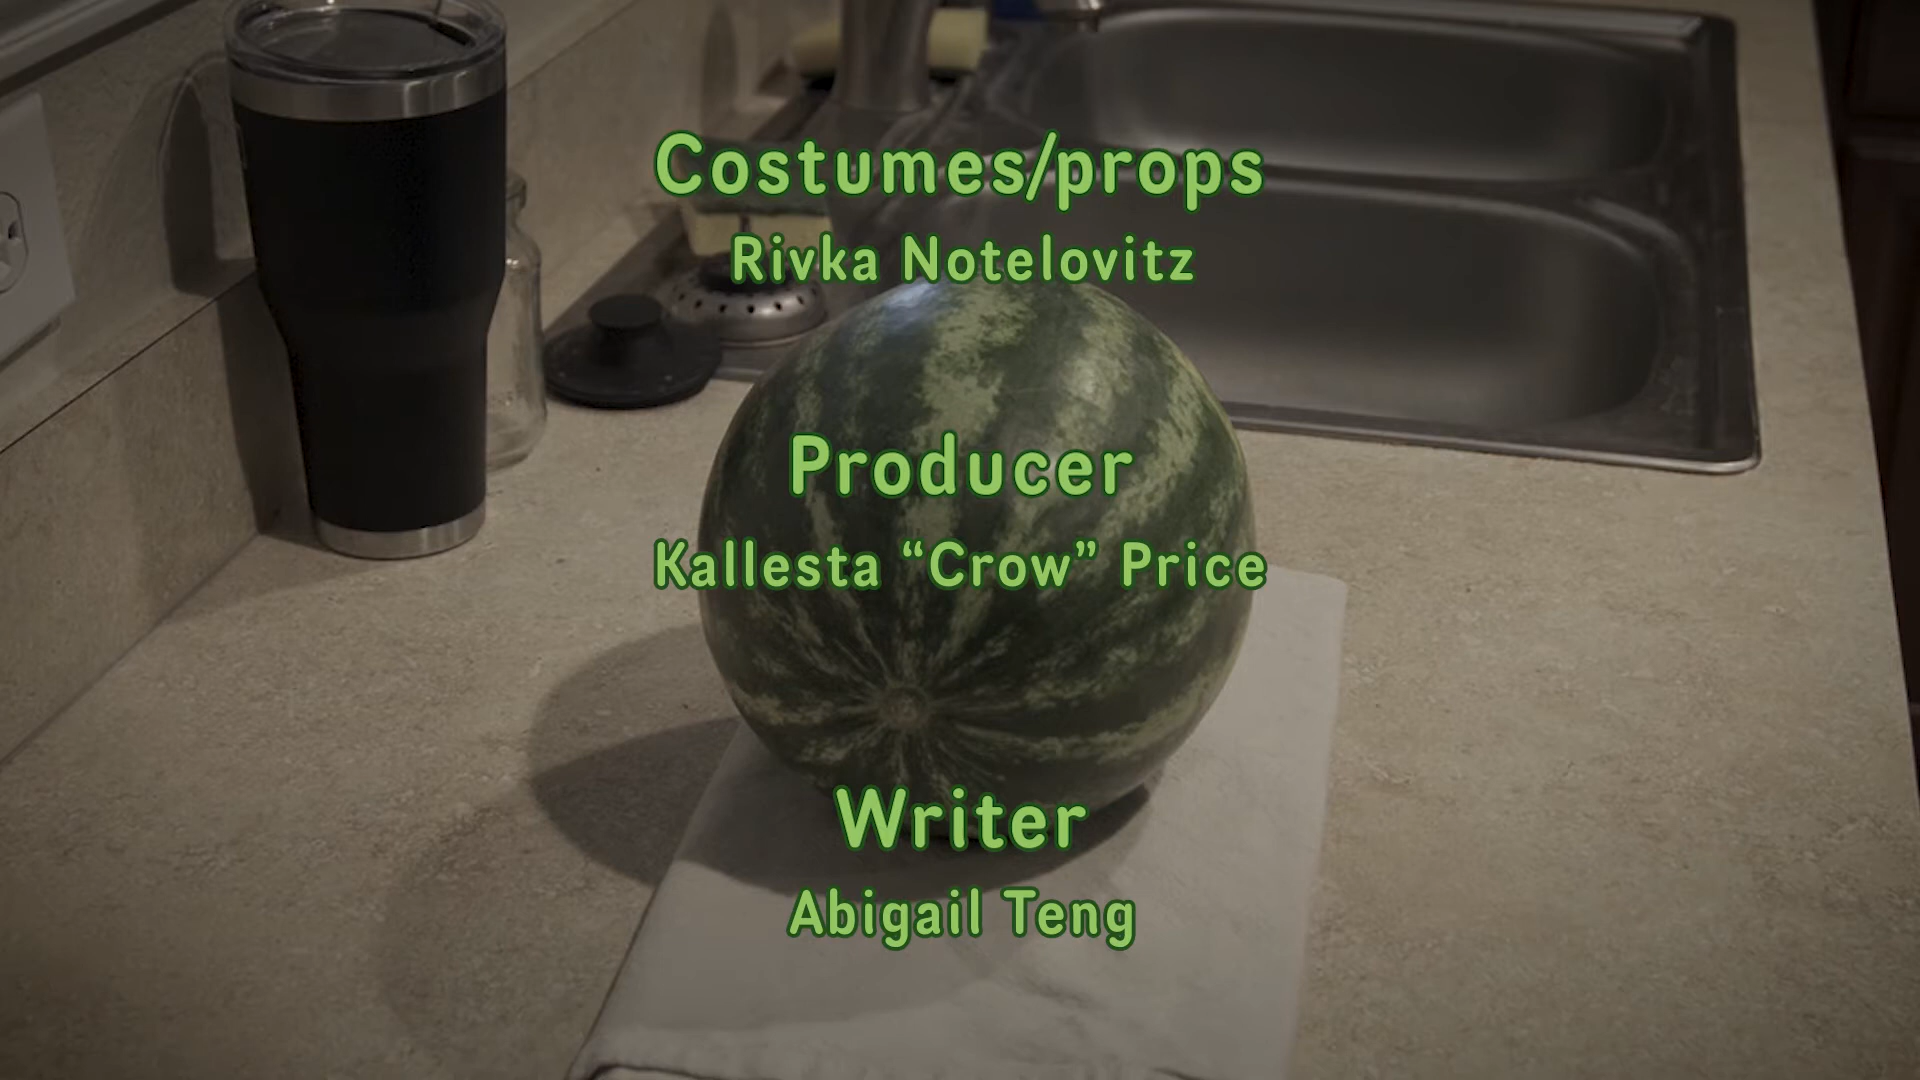 Costumes/props
Rivka Notelovitz
Producer
Kallesta “Crow” Price
Writer
Abigail Teng